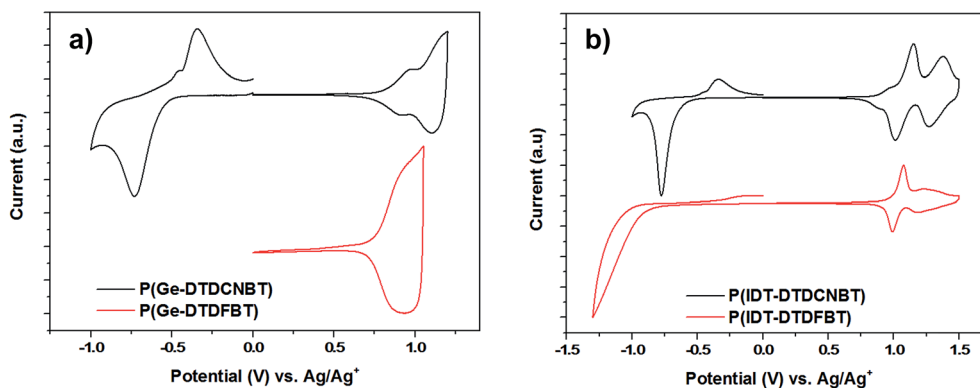 a)
Current (a.u.)
P(Ge-DTDCNBT)
P(Ge-DTDFBT)
-1.0 -0.5 0.0 0.5 1.0
Potential (V) vs. Ag/Ag+
b)
Current (a.u)
P(IDT-DTDCNBT)
P(IDT-DTDFBT)
-1.5 -1.0 -0.5 0.0 0.5 1.0 1.5
Potential (V) vs. Ag/Ag+